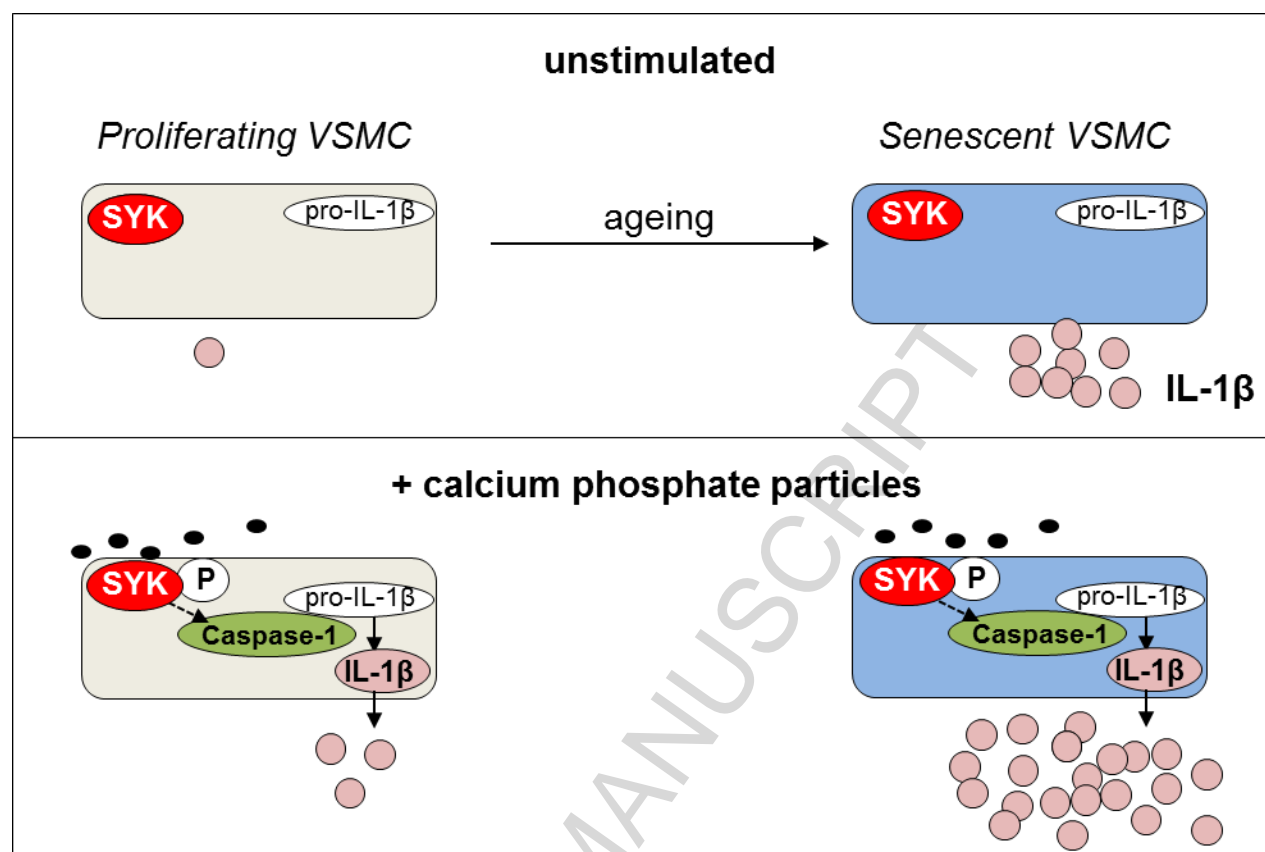 unstimulated
Proliferating VSMC
Senescent VSMC
SYK
pro-IL-1β
ageing
SYK
pro-IL-1β
IL-1β
+ calcium phosphate particles
SYK
P
pro-IL-1β
Caspase-1
IL-1β
SYK
P
pro-IL-1β
Caspase-1
IL-1β
MANUSCRIPT